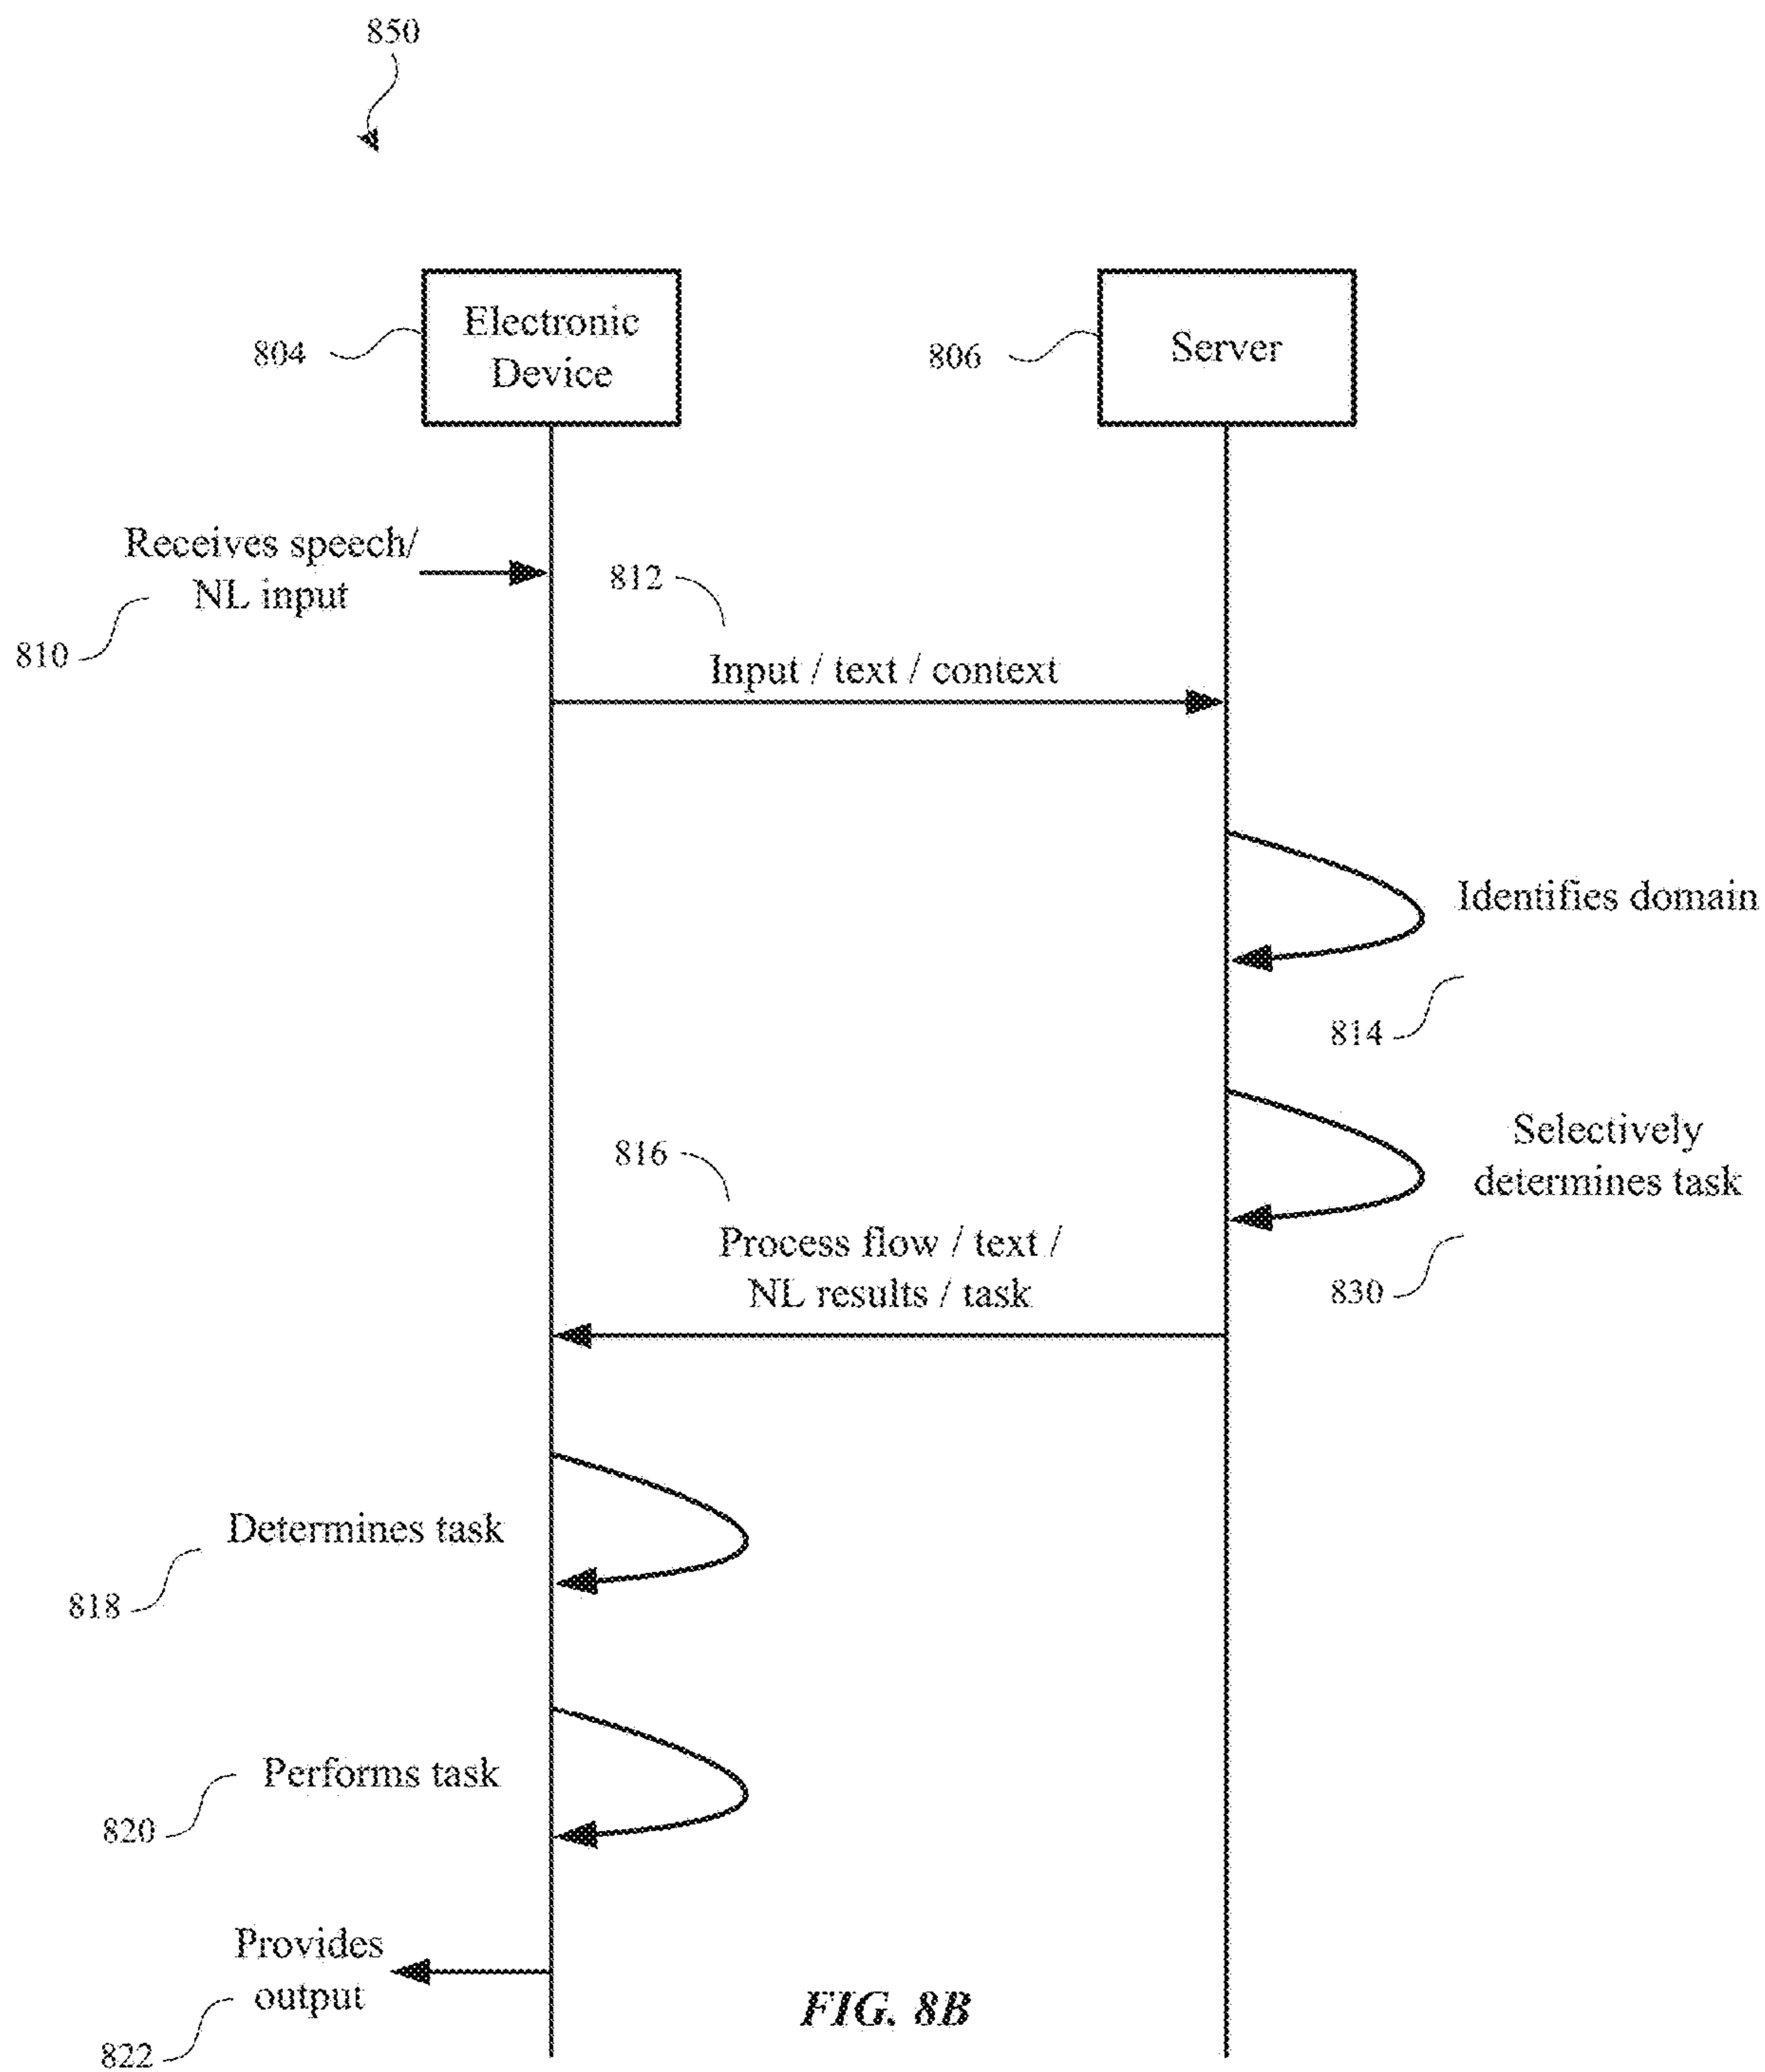 850
Electronic
Device
804
Server
806
Receives speech/
NL input
810
812
Input / text / context
Identifies domain
814
Selectively
determines task
830
816
Process flow / text /
NL results / task
Determines task
818
Performs task
820
Provides
output
822
FIG. 8B